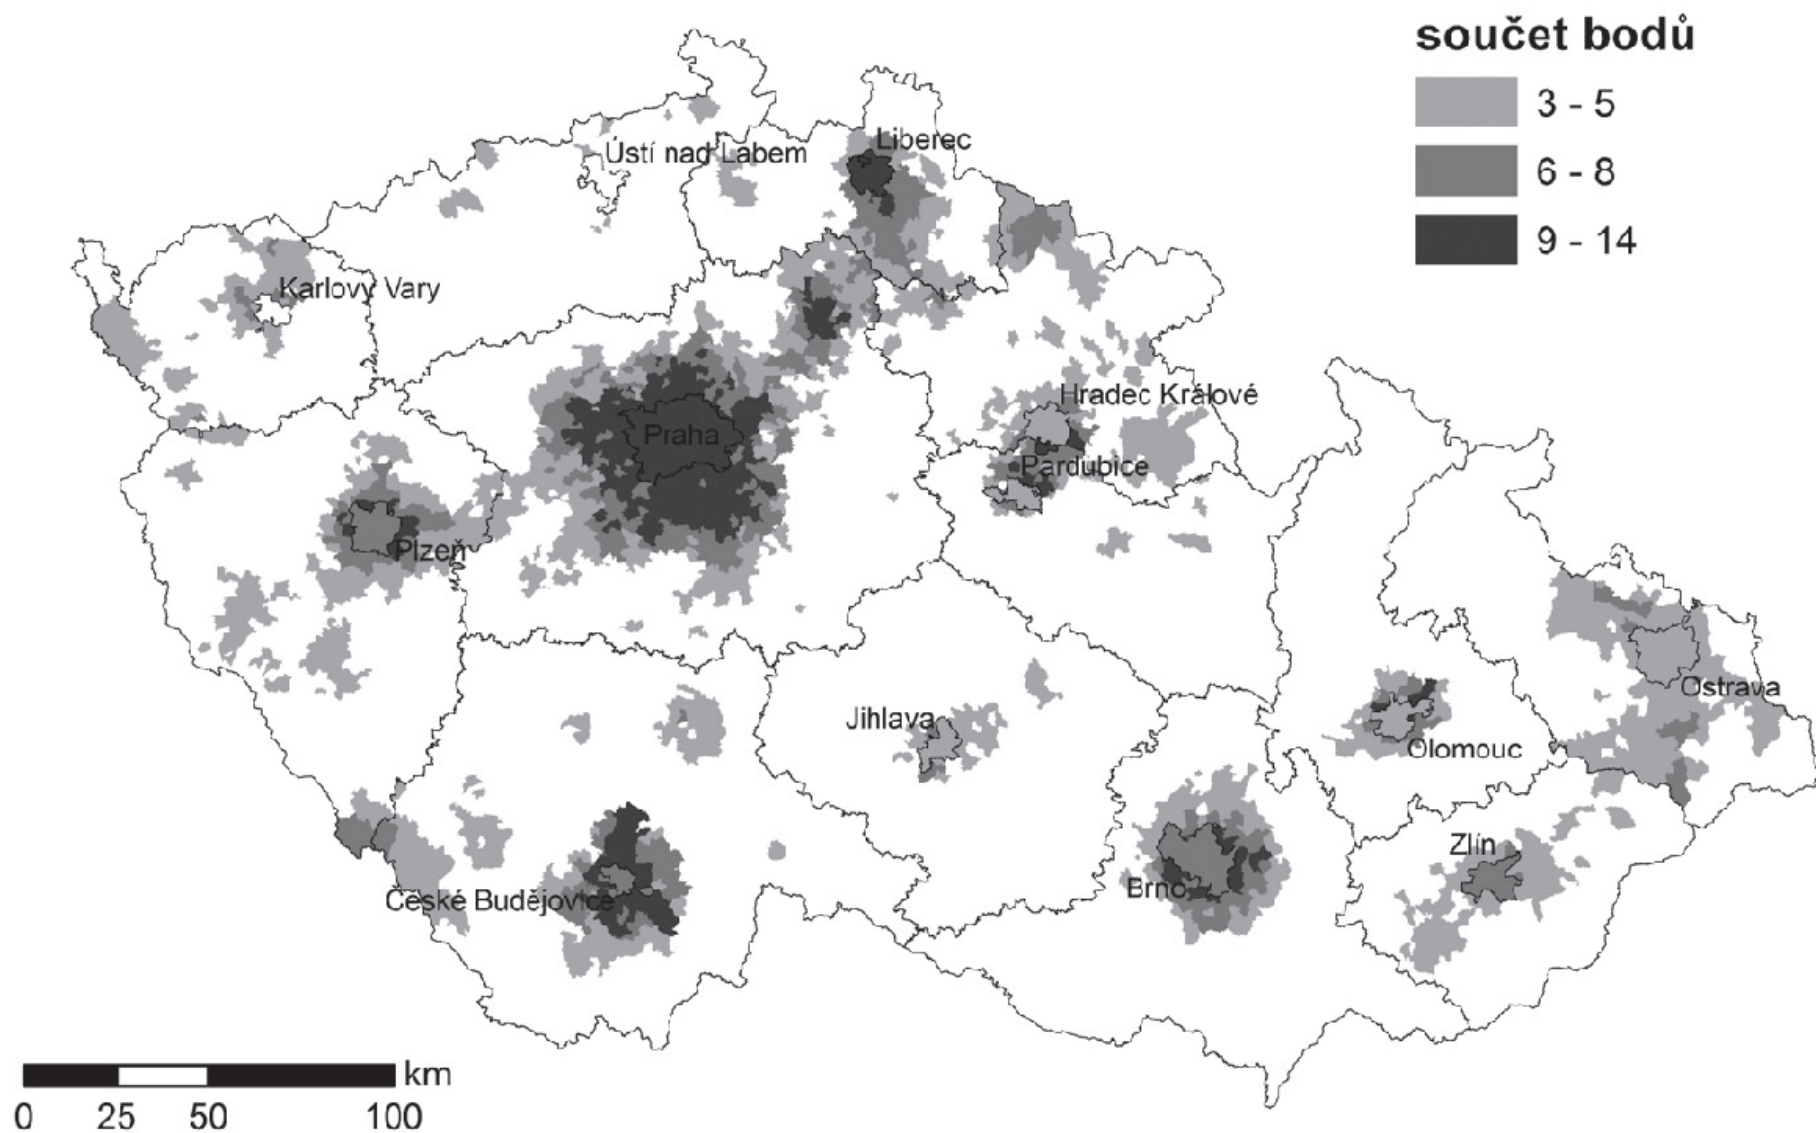 součet bodů
3 - 5
6 - 8
9 - 14
Liberec
Ústí nad Labem
Karlovy Vary
Hradec Králové
Praha
Pardubice
Plzeň
Ostrava
Jihlava
Olomouc
Zlín
Brno
České Budějovice
km
0 25 50 100